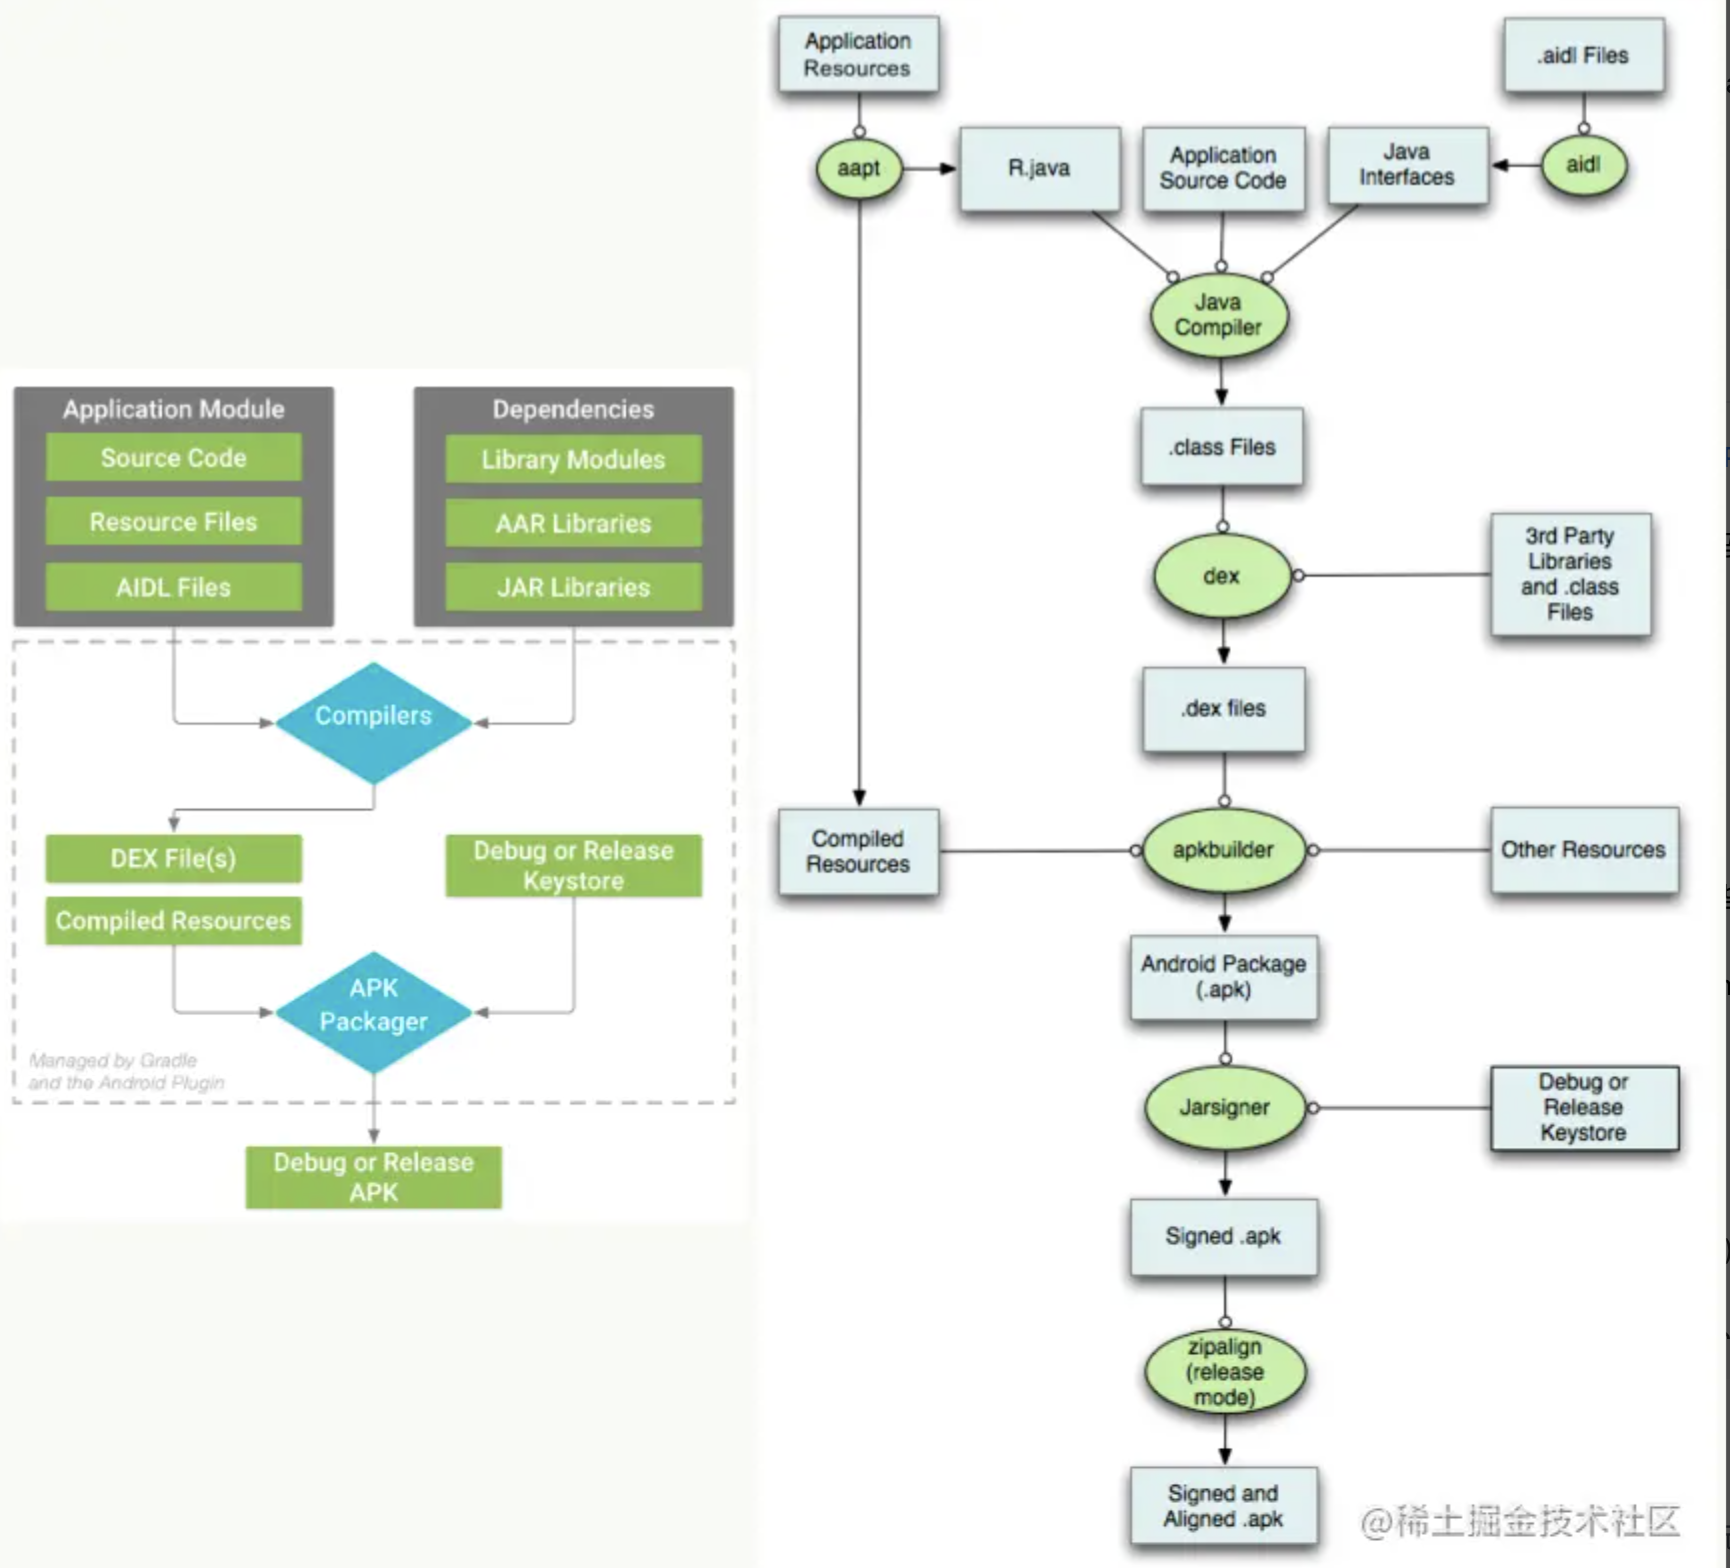 Application Module
Source Code
Resource Files
AIDL Files
Dependencies
Library Modules
AAR Libraries
JAR Libraries
Compilers
DEX File(s)
Compiled Resources
Debug or Release
Keystore
APK
Packager
Managed by Gradle
and the Android Plugin
Debug or Release
APK
Application
Resources
.aidl Files
aapt
R.java
Application
Source Code
Java
Interfaces
aidl
Java
Compiler
.class Files
dex
3rd Party
Libraries
and .class
Files
.dex files
Compiled
Resources
apkbuilder
Other Resources
Android Package
(.apk)
Jarsigner
Debug or
Release
Keystore
Signed .apk
zipalign
(release
mode)
Signed and
Aligned .apk
@稀土掘金技术社区